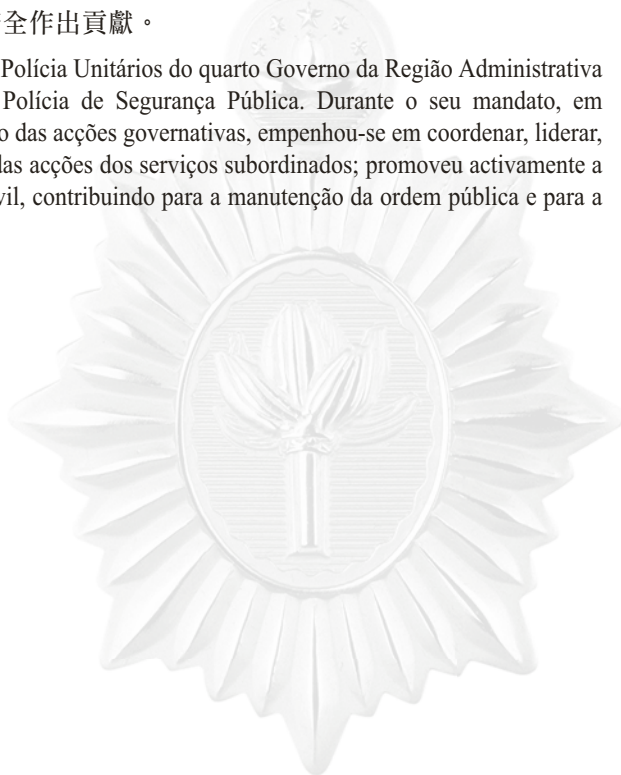 全作出貢獻。
Polícia Unitários do quarto Governo da Região Administrativa
Polícia de Segurança Pública. Durante o seu mandato, em
o das acções governativas, empenhou-se em coordenar, liderar,
das acções dos serviços subordinados; promoveu activamente a
vil, contribuindo para a manutenção da ordem pública e para a